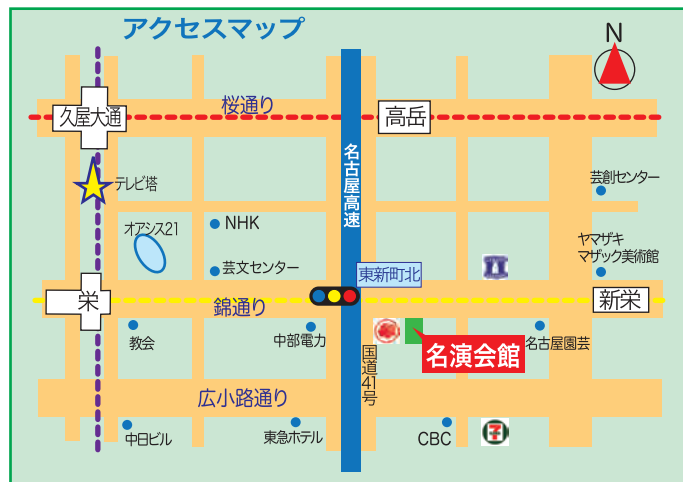 アクセスマップ
N
桜通り
久屋大通
高岳
名古屋高速
テレビ塔
芸創センター
オアシス21
NHK
ヤマザキ
マザック美術館
芸文センター
東新町北
栄
錦通り
新栄
教会
中部電力
国道41号
名演会館
名古屋園芸
広小路通り
中日ビル
東急ホテル
CBC
7